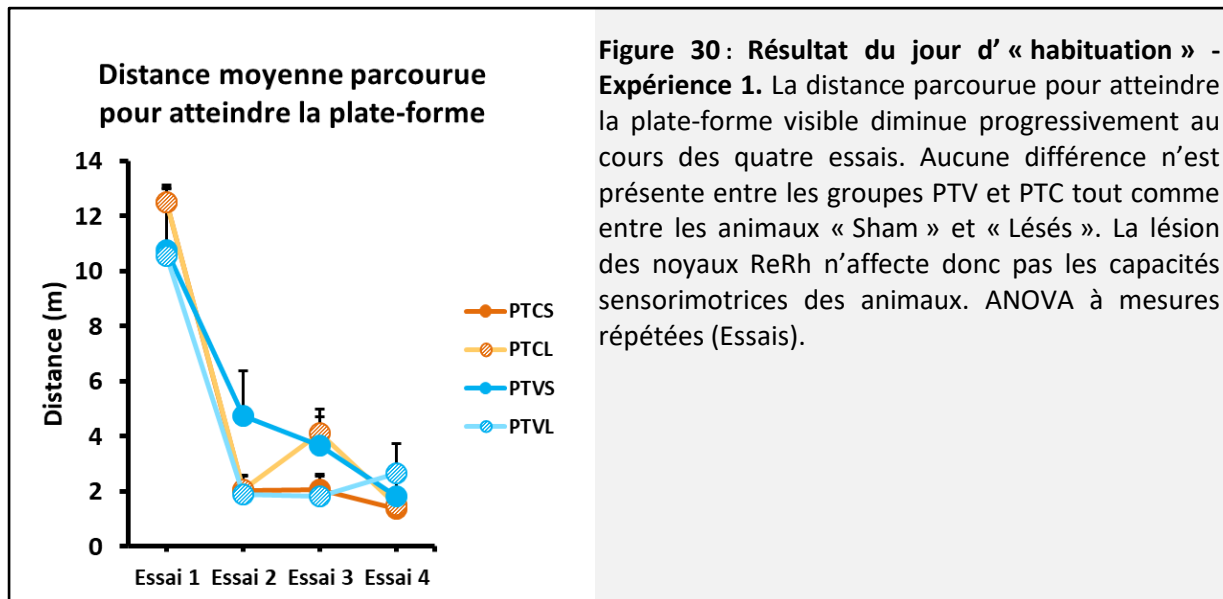 Distance moyenne parcourue
pour atteindre la plate-forme
14
12
10
8
6
4
2
0
Distance (m)
Essai 1 Essai 2 Essai 3 Essai 4
PTCS
PTCL
PTVS
PTVL
Figure 30 : Résultat du jour d' « habituation » -
Expérience 1. La distance parcourue pour atteindre
la plate-forme visible diminue progressivement au
cours des quatre essais. Aucune différence n'est
présente entre les groupes PTV et PTC tout comme
entre les animaux « Sham » et « Lésés ». La lésion
des noyaux ReRh n'affecte donc pas les capacités
sensorimotrices des animaux. ANOVA à mesures
répétées (Essais).